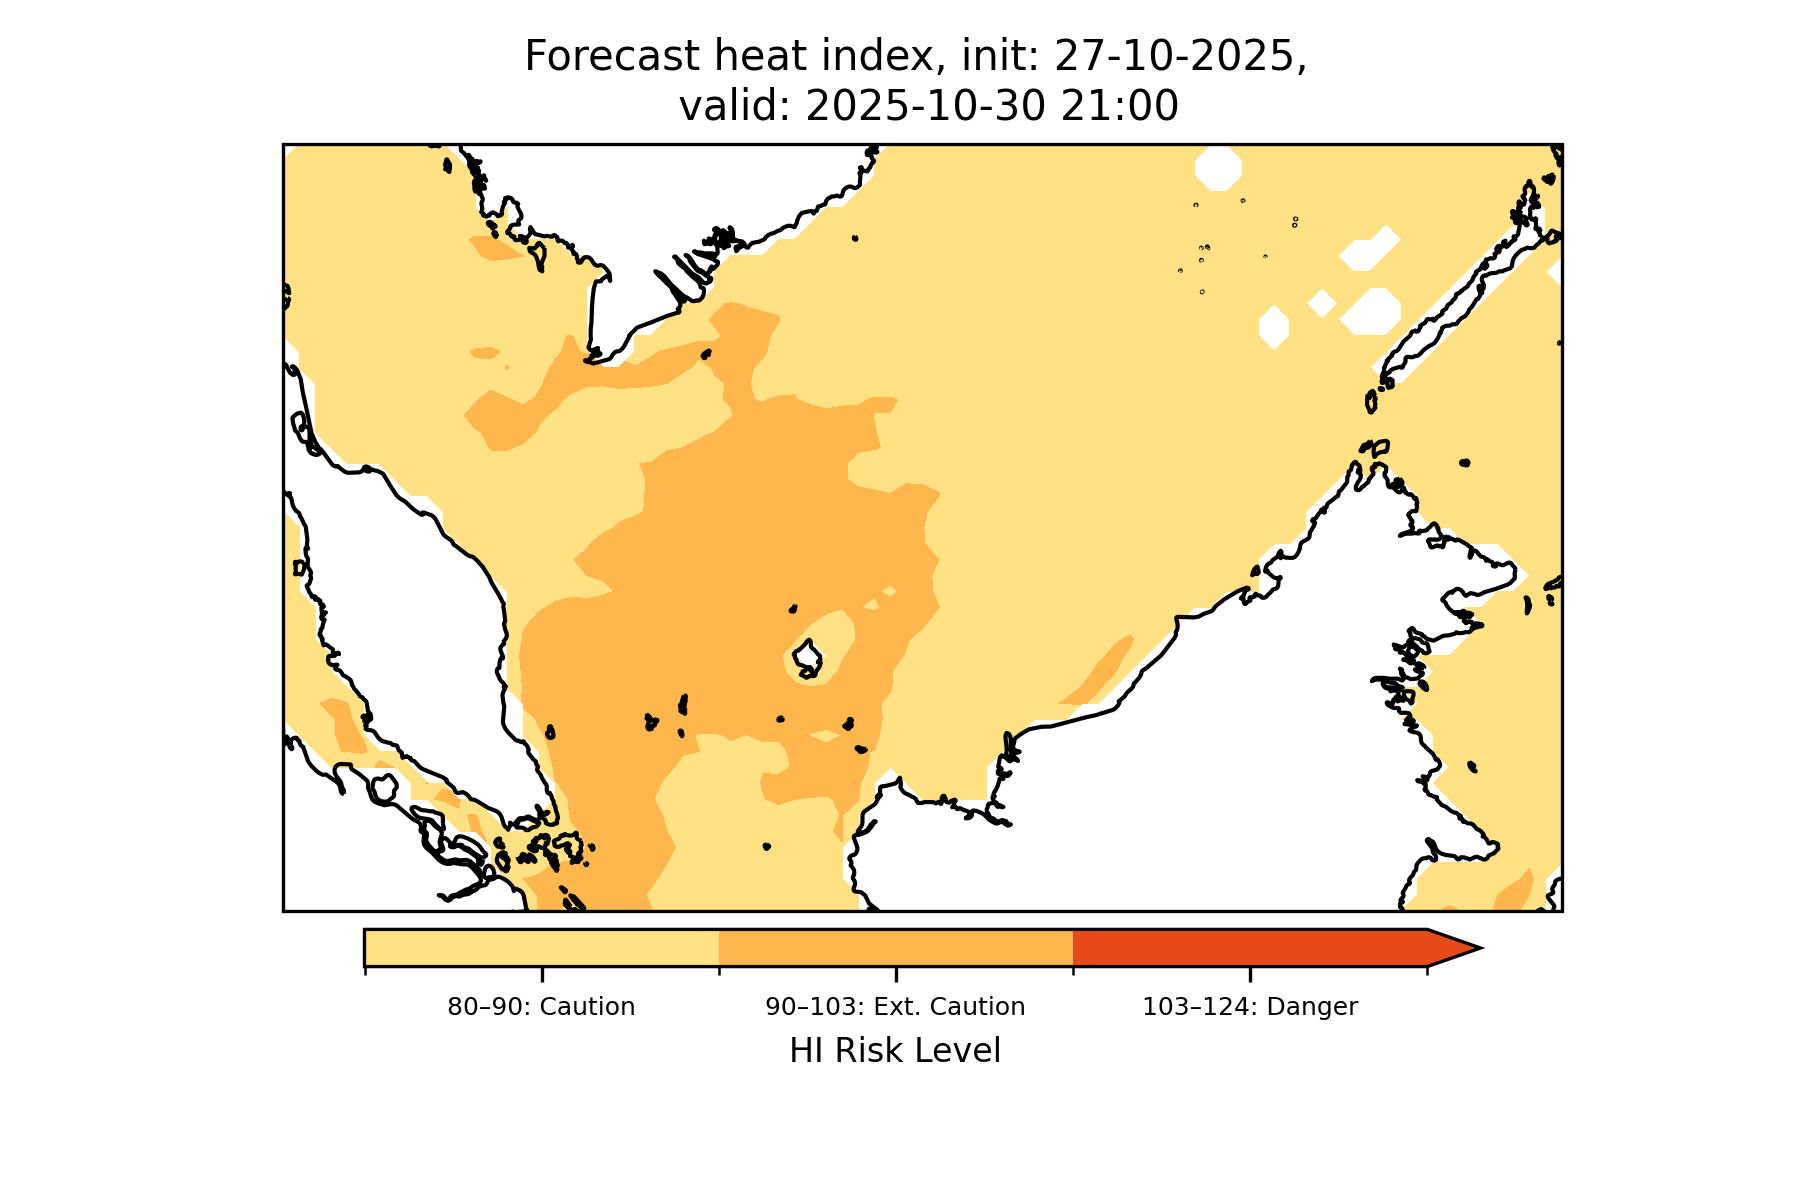 Forecast heat index, init: 27-10-2025,
valid: 2025-10-30 21:00
80–90: Caution
90–103: Ext. Caution
103–124: Danger
HI Risk Level